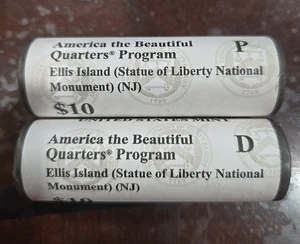 America the Beautiful
Quarters® Program
P
Ellis Island (Statue of Liberty National
Monument) (NJ)
$10
UNITED STATES MINT
America the Beautiful
Quarters® Program
D
Ellis Island (Statue of Liberty National
Monument) (NJ)
$10